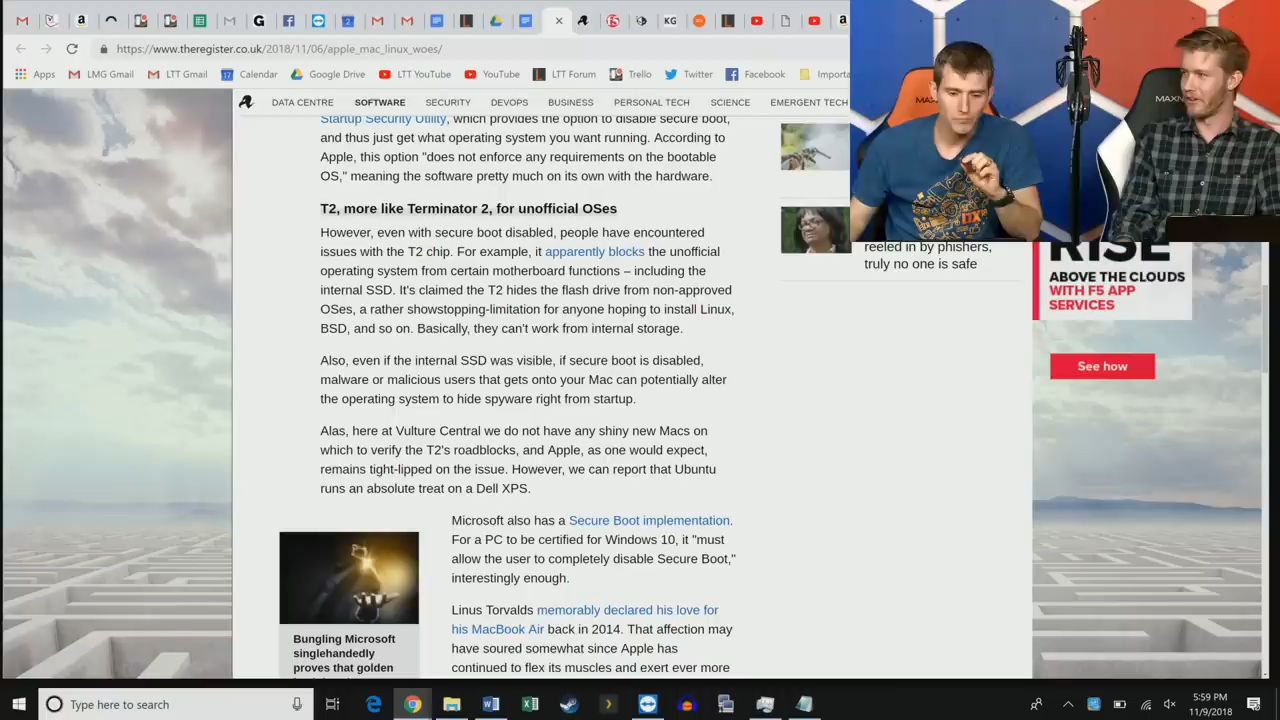 https://www.theregister.co.uk/2018/11/06/apple_mac_linux_woes/
Apps LMG Gmail LTT Gmail Calendar Google Drive LTT YouTube YouTube LTT Forum Trello Twitter Facebook Importa
DATA CENTRE SOFTWARE SECURITY DEVOPS BUSINESS PERSONAL TECH SCIENCE EMERGENT TECH
Startup Security Utility, which provides the option to disable secure boot,
and thus just get what operating system you want running. According to
Apple, this option "does not enforce any requirements on the bootable
OS," meaning the software pretty much on its own with the hardware.
T2, more like Terminator 2, for unofficial OSes
However, even with secure boot disabled, people have encountered
issues with the T2 chip. For example, it apparently blocks the unofficial
operating system from certain motherboard functions – including the
internal SSD. It's claimed the T2 hides the flash drive from non-approved
OSes, a rather showstopping-limitation for anyone hoping to install Linux,
BSD, and so on. Basically, they can't work from internal storage.
Also, even if the internal SSD was visible, if secure boot is disabled,
malware or malicious users that gets onto your Mac can potentially alter
the operating system to hide spyware right from startup.
Alas, here at Vulture Central we do not have any shiny new Macs on
which to verify the T2's roadblocks, and Apple, as one would expect,
remains tight-lipped on the issue. However, we can report that Ubuntu
runs an absolute treat on a Dell XPS.
Microsoft also has a Secure Boot implementation.
For a PC to be certified for Windows 10, it "must
allow the user to completely disable Secure Boot,"
interestingly enough.
Linus Torvalds memorably declared his love for
his MacBook Air back in 2014. That affection may
have soured somewhat since Apple has
continued to flex its muscles and exert ever more
Bungling Microsoft
singlehandedly
proves that golden
reeled in by phishers,
truly no one is safe
RISE
ABOVE THE CLOUDS
WITH F5 APP
SERVICES
See how
MAXN
MAXN
Type here to search
5:59 PM
11/9/2018